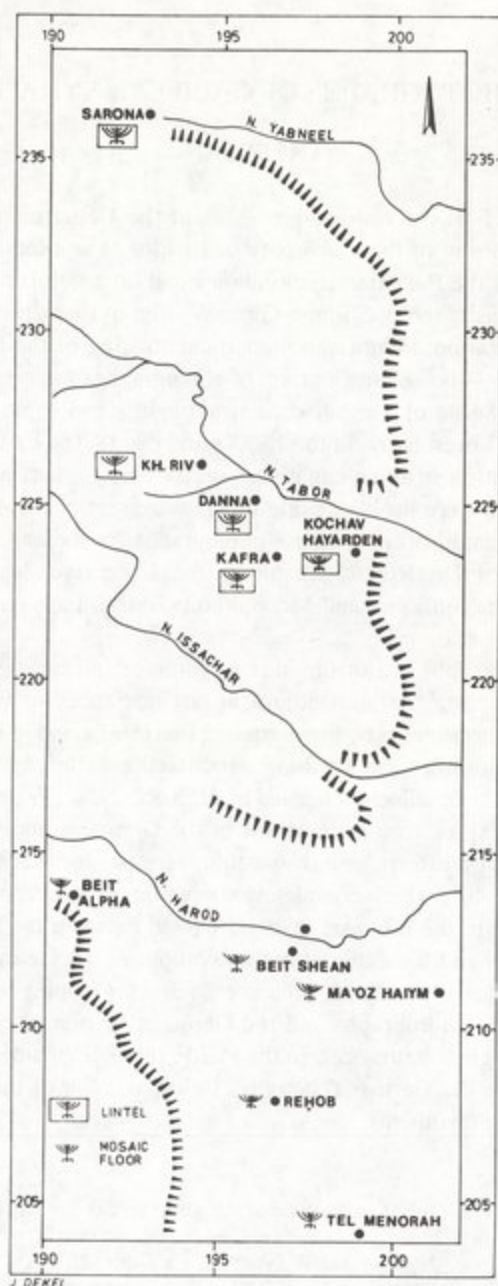 190 195 200
SARONA
N. YABNEEL
235 235
230 230
KH. RIV
N. TABOR
225 225
DANNA
KOCHAV
HAYARDEN
KAFRA
N. ISSACHAR
220 220
215 215
N. HAROD
BEIT
ALPHA
BEIT SHEAN
MA'OZ HAIYM
210 210
REHOB
LINTEL
MOSAIC
FLOOR
205 205
TEL MENORAH
190 195 200
J. DEKEL